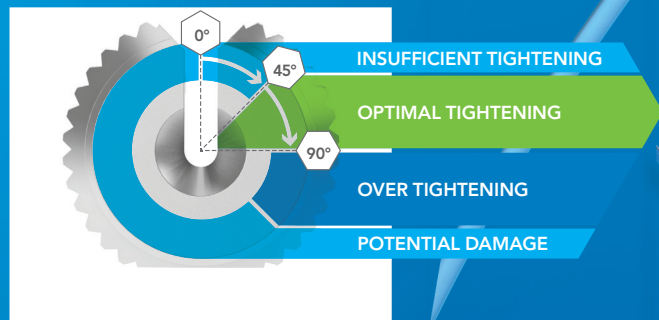 0°
45°
90°
INSUFFICIENT TIGHTENING
OPTIMAL TIGHTENING
OVER TIGHTENING
POTENTIAL DAMAGE